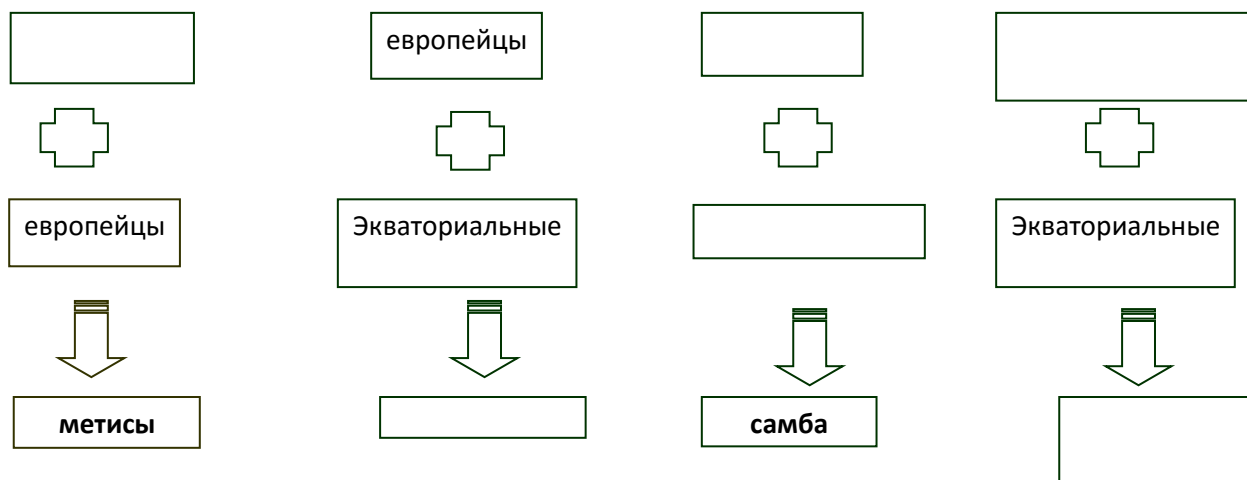 европейцы
европейцы
Экваториальные
Экваториальные
метисы
самба